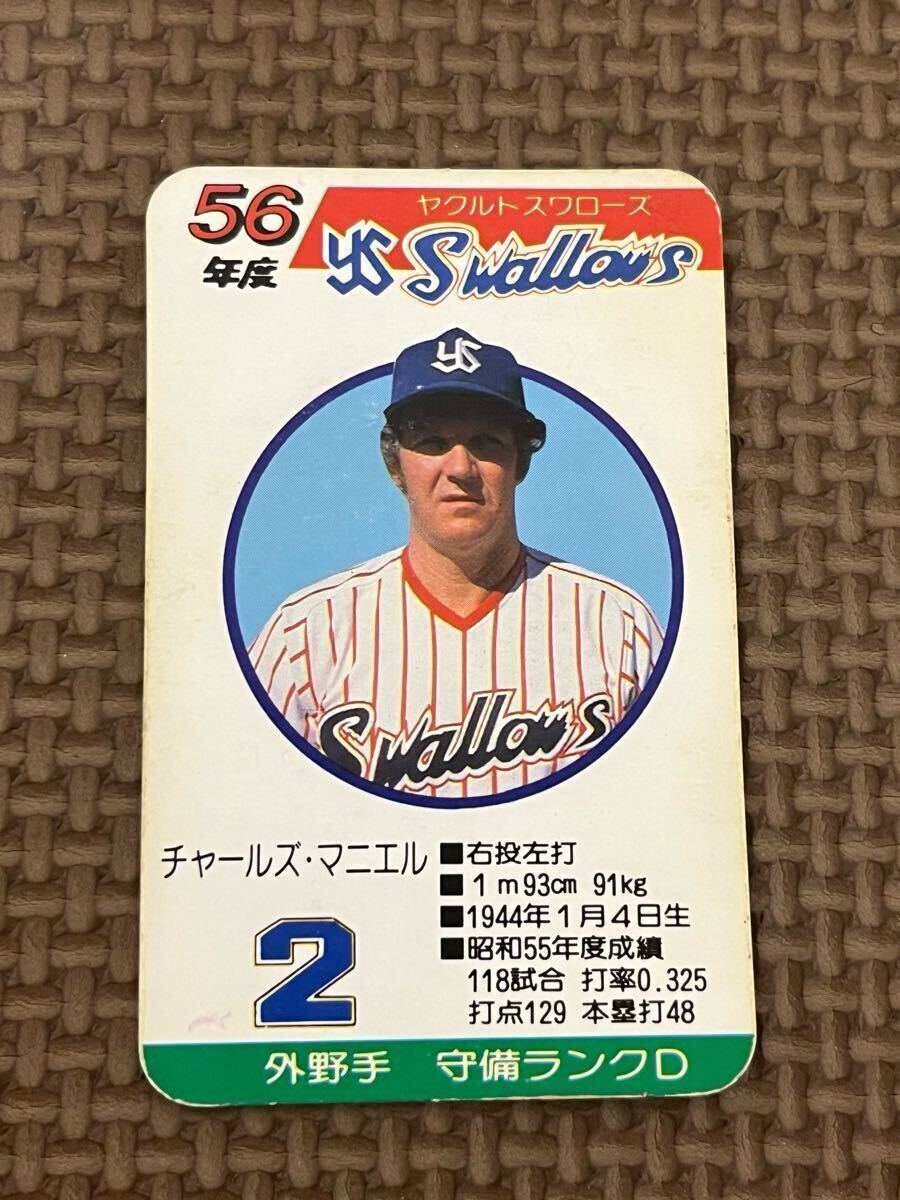 56
年度
ヤクルトスワローズ
YS Swallows
YS
Swallows
チャールズ・マニエル
2
■右投左打
■1m93cm 91kg
■1944年1月4日生
■昭和55年度成績
118試合 打率0.325
打点129 本塁打48
外野手 守備ランクD